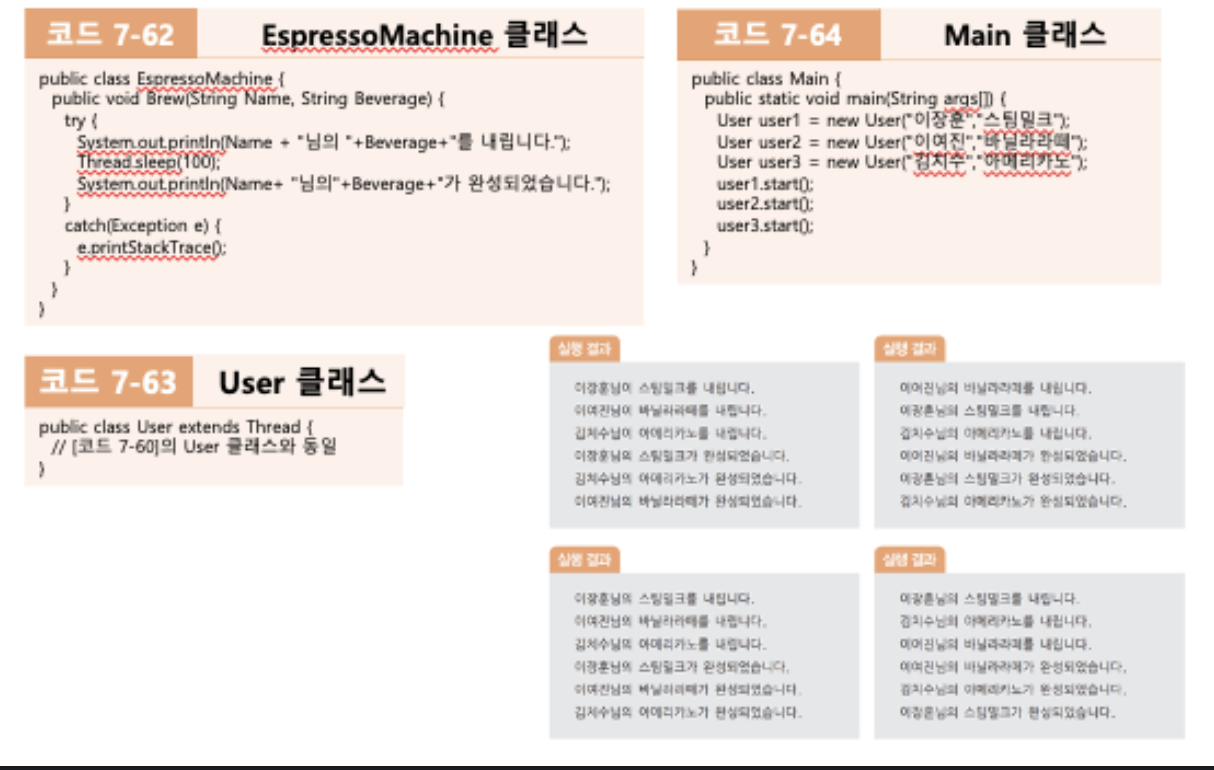 코드 7-62
EspressoMachine 클래스
public class EspressoMachine {
public void Brew(String Name, String Beverage) {
try {
System.out.println(Name + "님의 "+Beverage+"를 내립니다.");
Thread.sleep(100);
System.out.println(Name+ "님의"+Beverage+"가 완성되었습니다.");
}
catch(Exception e) {
e.printStackTrace();
}
}
}
코드 7-63
User 클래스
public class User extends Thread {
// [코드 7-60]의 User 클래스와 동일
}
코드 7-64
Main 클래스
public class Main {
public static void main(String args[]) {
User user1 = new User("이장훈","스팀밀크");
User user2 = new User("이여진","바닐라라떼");
User user3 = new User("김치수","아메리카노");
user1.start();
user2.start();
user3.start();
}
}
실행 결과
이장훈님이 스팀밀크를 내립니다.
이여진님이 바닐라라떼를 내립니다.
김치수님이 아메리카노를 내립니다.
이장훈님의 스팀밀크가 완성되었습니다.
김치수님의 아메리카노가 완성되었습니다.
이여진님의 바닐라라떼가 완성되었습니다.
실행 결과
이여진님의 바닐라라떼를 내립니다.
이장훈님의 스팀밀크를 내립니다.
김치수님의 아메리카노를 내립니다.
이여진님의 바닐라라떼가 완성되었습니다.
이장훈님의 스팀밀크가 완성되었습니다.
김치수님의 아메리카노가 완성되었습니다.
실행 결과
이장훈님의 스팀밀크를 내립니다.
이여진님의 바닐라라떼를 내립니다.
김치수님의 아메리카노를 내립니다.
이장훈님의 스팀밀크가 완성되었습니다.
이여진님의 바닐라라떼가 완성되었습니다.
김치수님의 아메리카노가 완성되었습니다.
실행 결과
이장훈님의 스팀밀크를 내립니다.
김치수님의 아메리카노를 내립니다.
이여진님의 바닐라라떼를 내립니다.
이여진님의 바닐라라떼가 완성되었습니다.
김치수님의 아메리카노가 완성되었습니다.
이장훈님의 스팀밀크가 완성되었습니다.